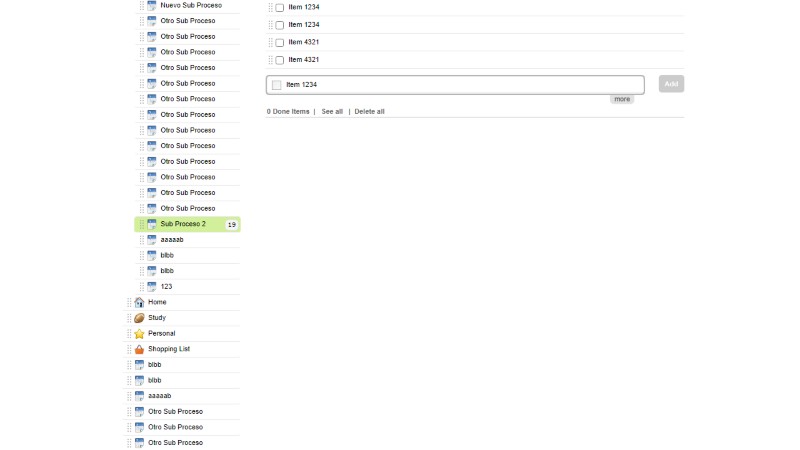 Nuevo Sub Proceso
Otro Sub Proceso
Otro Sub Proceso
Otro Sub Proceso
Otro Sub Proceso
Otro Sub Proceso
Otro Sub Proceso
Otro Sub Proceso
Otro Sub Proceso
Otro Sub Proceso
Otro Sub Proceso
Otro Sub Proceso
Otro Sub Proceso
Otro Sub Proceso
Sub Proceso 2 19
aaaaab
blbb
blbb
123
Home
Study
Personal
Shopping List
blbb
blbb
aaaaab
Otro Sub Proceso
Otro Sub Proceso
Otro Sub Proceso
Item 1234
Item 1234
Item 4321
Item 4321
Item 1234 Add
more
0 Done Items | See all | Delete all